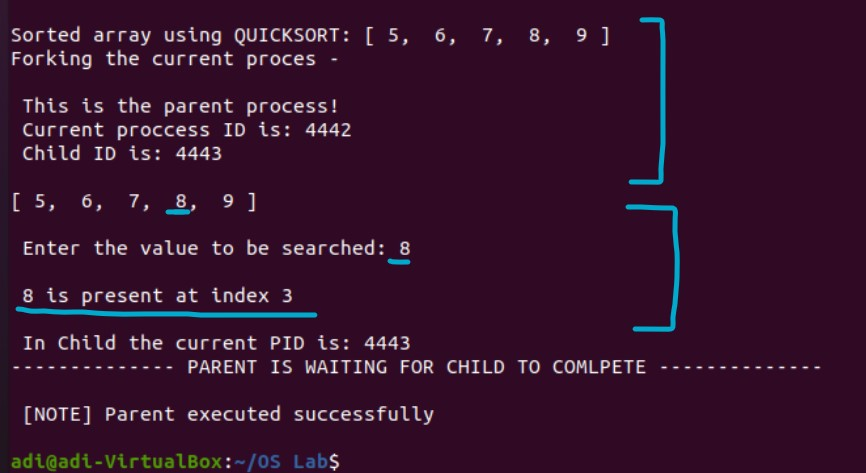 Sorted array using QUICKSORT: [ 5, 6, 7, 8, 9 ]
Forking the current proces -
This is the parent process!
Current proccess ID is: 4442
Child ID is: 4443
[ 5, 6, 7, 8, 9 ]
Enter the value to be searched: 8
8 is present at index 3
In Child the current PID is: 4443
-------------- PARENT IS WAITING FOR CHILD TO COMLPETE --------------
[NOTE] Parent executed successfully
adi@adi-VirtualBox:~/OS Lab$